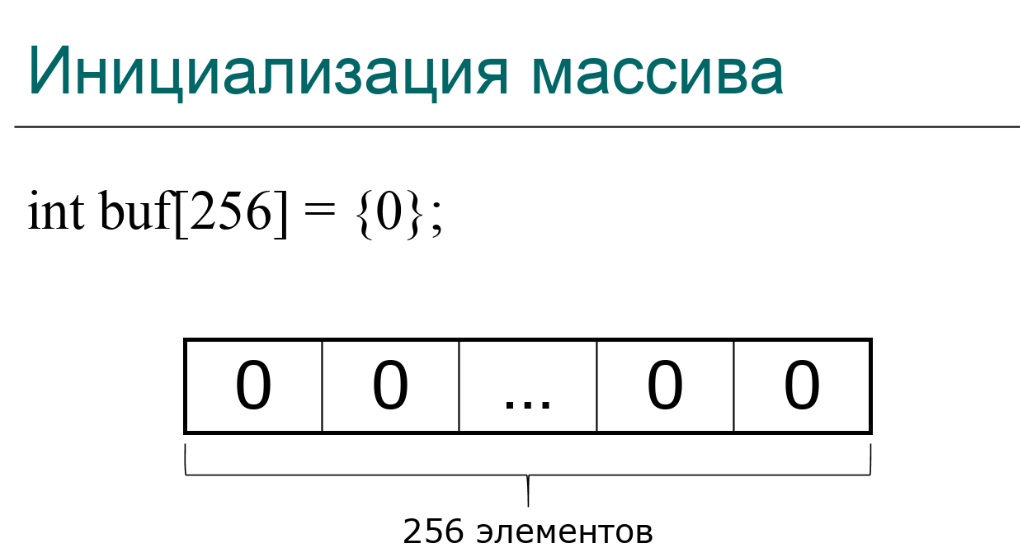 Инициализация массива
int buf[256] = {0};
0 0 ... 0 0
256 элементов